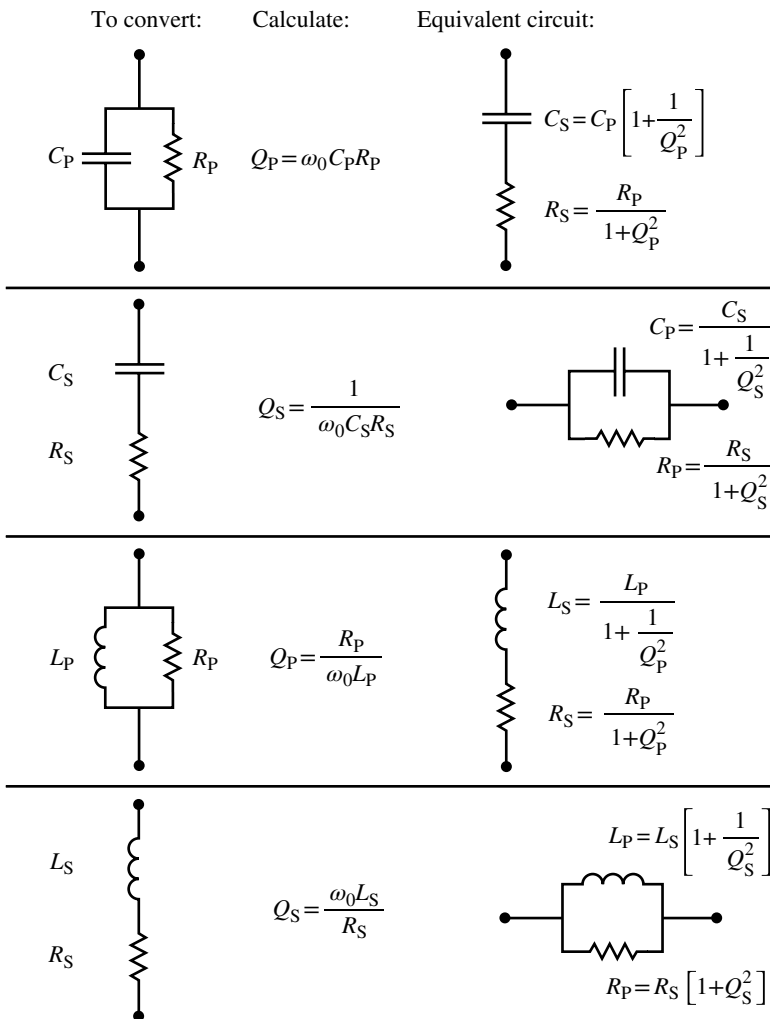 To convert: Calculate: Equivalent circuit:
C_P R_P Q_P = ω_0 C_P R_P C_S = C_P [1 + 1/Q_P^2]
R_S = R_P/(1+Q_P^2)
C_S R_S Q_S = 1/(ω_0 C_S R_S) C_P = C_S/(1 + 1/Q_S^2)
R_P = R_S/(1+Q_S^2)
L_P R_P Q_P = R_P/(ω_0 L_P) L_S = L_P/(1 + 1/Q_P^2)
R_S = R_P/(1+Q_P^2)
L_S R_S Q_S = ω_0 L_S/R_S L_P = L_S [1 + 1/Q_S^2]
R_P = R_S [1+Q_S^2]